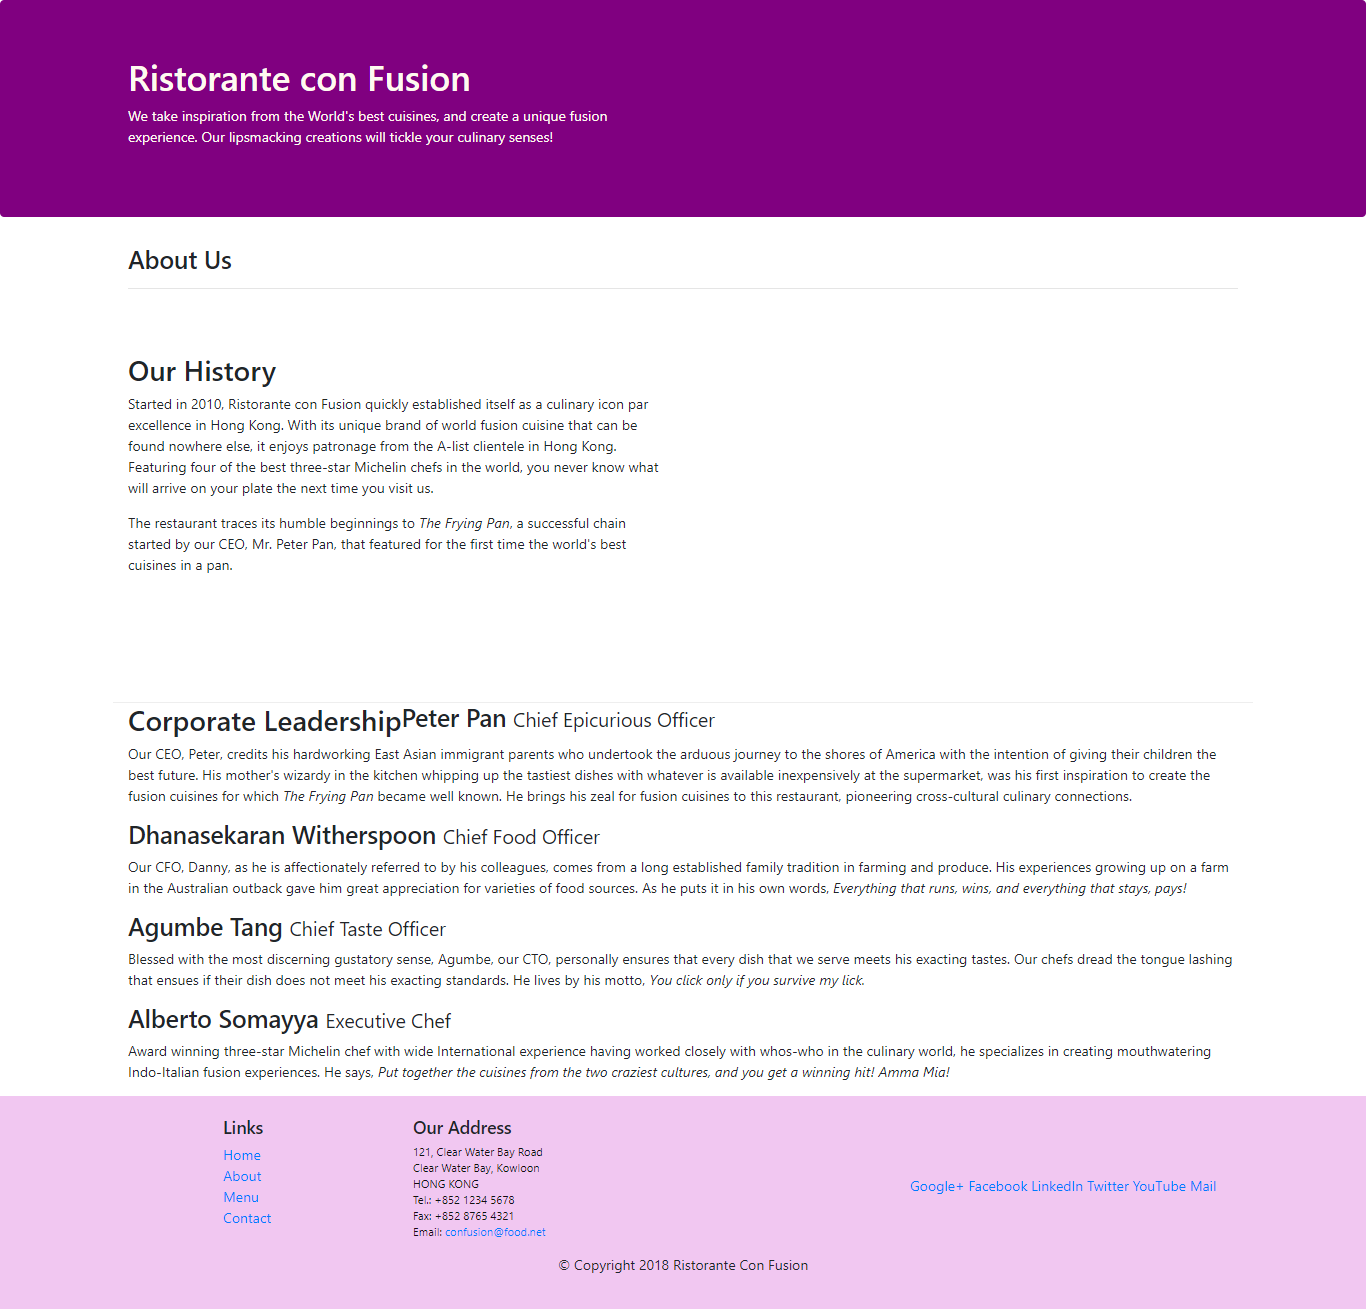 Ristorante con Fusion
We take inspiration from the World's best cuisines, and create a unique fusion
experience. Our lipsmacking creations will tickle your culinary senses!
About Us
Our History
Started in 2010, Ristorante con Fusion quickly established itself as a culinary icon par
excellence in Hong Kong. With its unique brand of world fusion cuisine that can be
found nowhere else, it enjoys patronage from the A-list clientele in Hong Kong.
Featuring four of the best three-star Michelin chefs in the world, you never know what
will arrive on your plate the next time you visit us.
The restaurant traces its humble beginnings to The Frying Pan, a successful chain
started by our CEO, Mr. Peter Pan, that featured for the first time the world's best
cuisines in a pan.
Corporate Leadership Peter Pan Chief Epicurious Officer
Our CEO, Peter, credits his hardworking East Asian immigrant parents who undertook the arduous journey to the shores of America with the intention of giving their children the
best future. His mother's wizardy in the kitchen whipping up the tastiest dishes with whatever is available inexpensively at the supermarket, was his first inspiration to create the
fusion cuisines for which The Frying Pan became well known. He brings his zeal for fusion cuisines to this restaurant, pioneering cross-cultural culinary connections.
Dhanasekaran Witherspoon Chief Food Officer
Our CFO, Danny, as he is affectionately referred to by his colleagues, comes from a long established family tradition in farming and produce. His experiences growing up on a farm
in the Australian outback gave him great appreciation for varieties of food sources. As he puts it in his own words, Everything that runs, wins, and everything that stays, pays!
Agumbe Tang Chief Taste Officer
Blessed with the most discerning gustatory sense, Agumbe, our CTO, personally ensures that every dish that we serve meets his exacting tastes. Our chefs dread the tongue lashing
that ensues if their dish does not meet his exacting standards. He lives by his motto, You click only if you survive my lick.
Alberto Somayya Executive Chef
Award winning three-star Michelin chef with wide International experience having worked closely with whos-who in the culinary world, he specializes in creating mouthwatering
Indo-Italian fusion experiences. He says, Put together the cuisines from the two craziest cultures, and you get a winning hit! Amma Mia!
Links
Home
About
Menu
Contact
Our Address
121, Clear Water Bay Road
Clear Water Bay, Kowloon
HONG KONG
Tel.: +852 1234 5678
Fax: +852 8765 4321
Email: confusion@food.net
Google+ Facebook LinkedIn Twitter YouTube Mail
© Copyright 2018 Ristorante Con Fusion